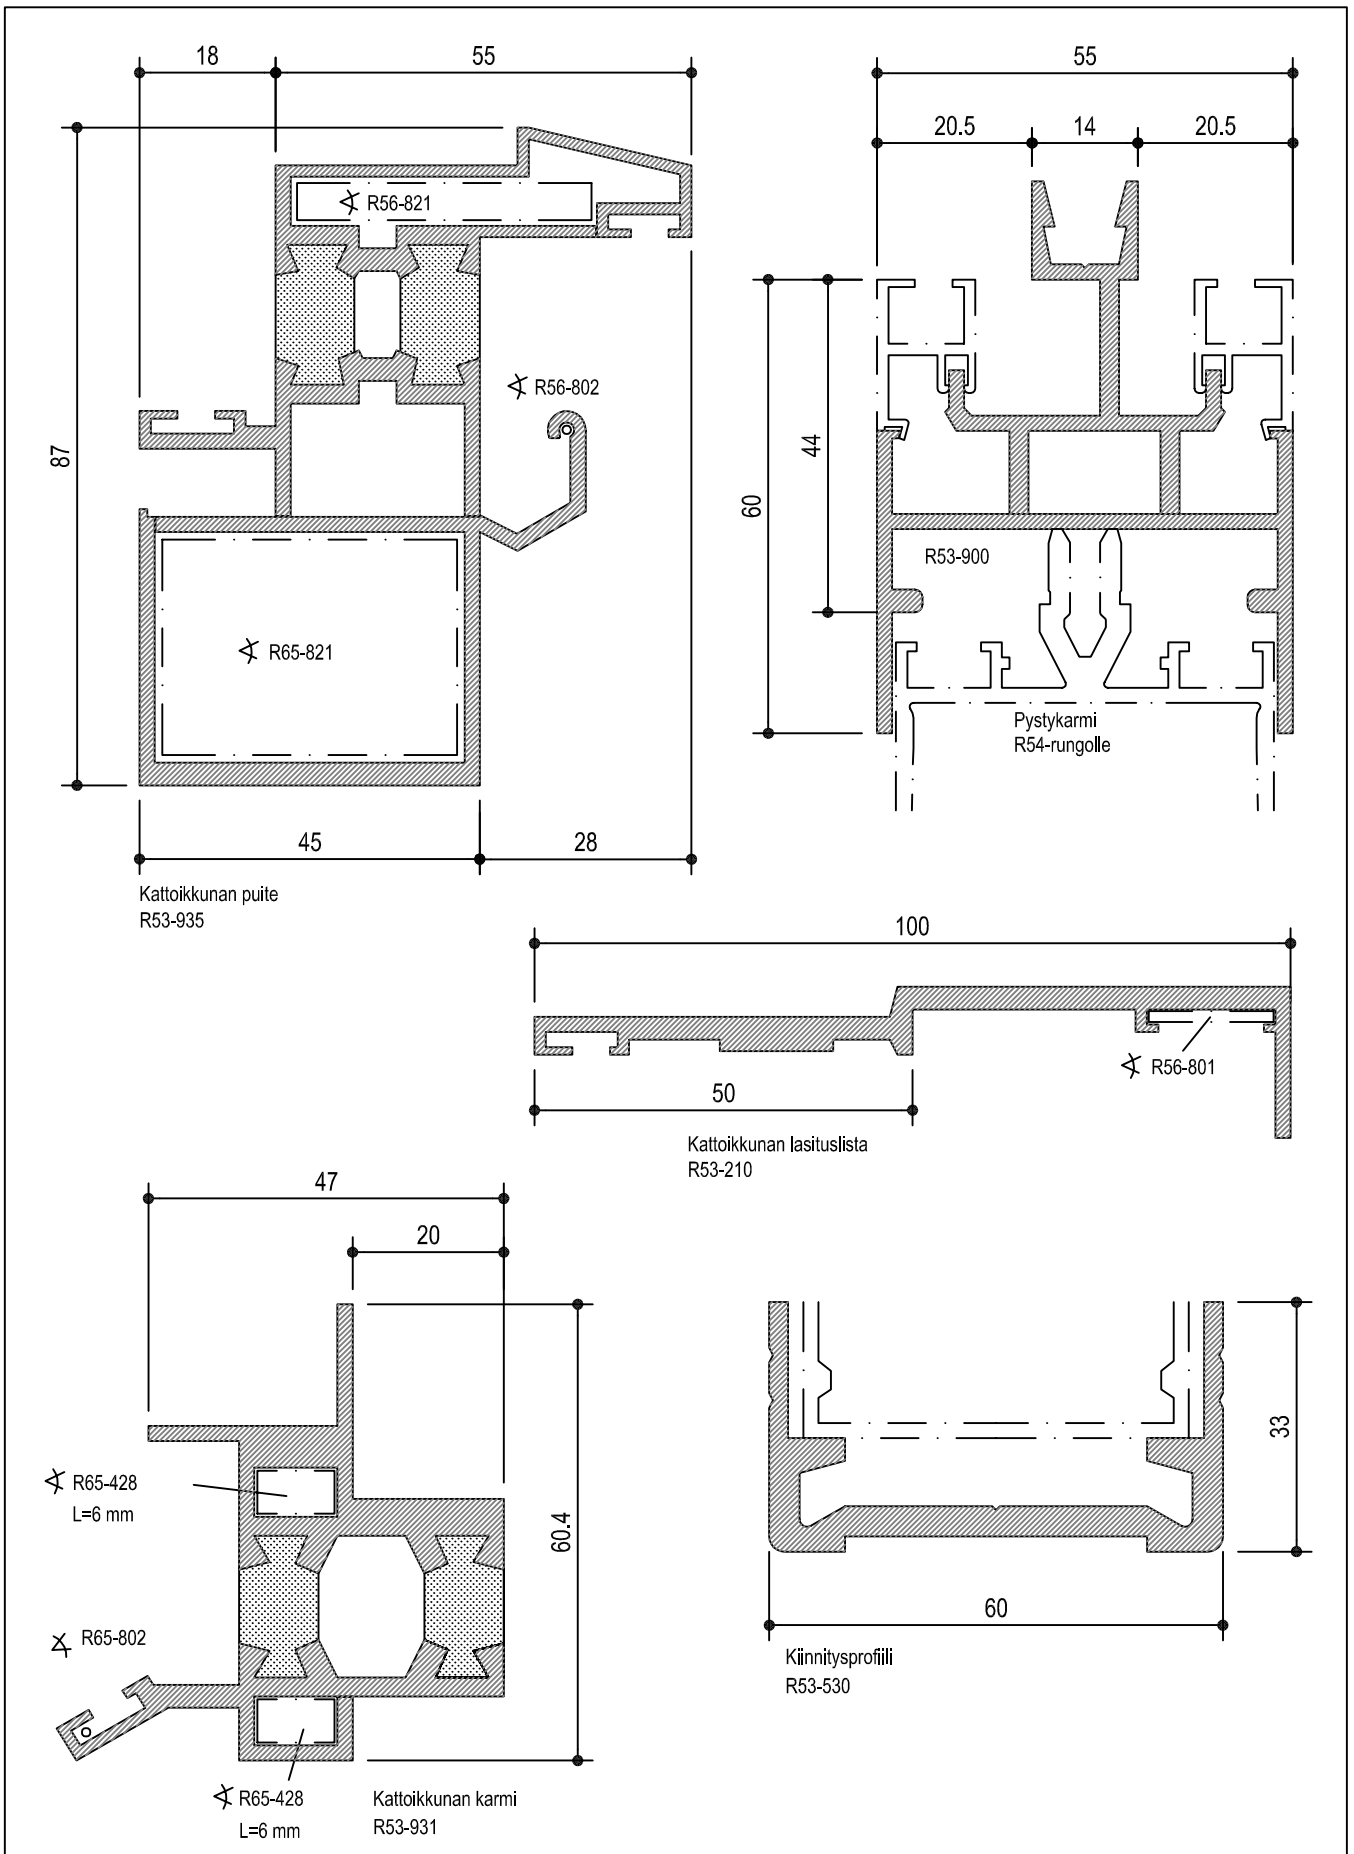 18
55
87
R56-821
R56-802
R65-821
45
28
Kattoikkunan puite
R53-935
55
20.5
14
20.5
60
44
R53-900
Pystykarmi
R54-rungolle
100
R56-801
50
Kattoikkunan lasituslista
R53-210
47
20
60.4
R65-428
L=6 mm
R65-802
R65-428
L=6 mm
Kattoikkunan karmi
R53-931
33
60
Kiinnitysprofiili
R53-530